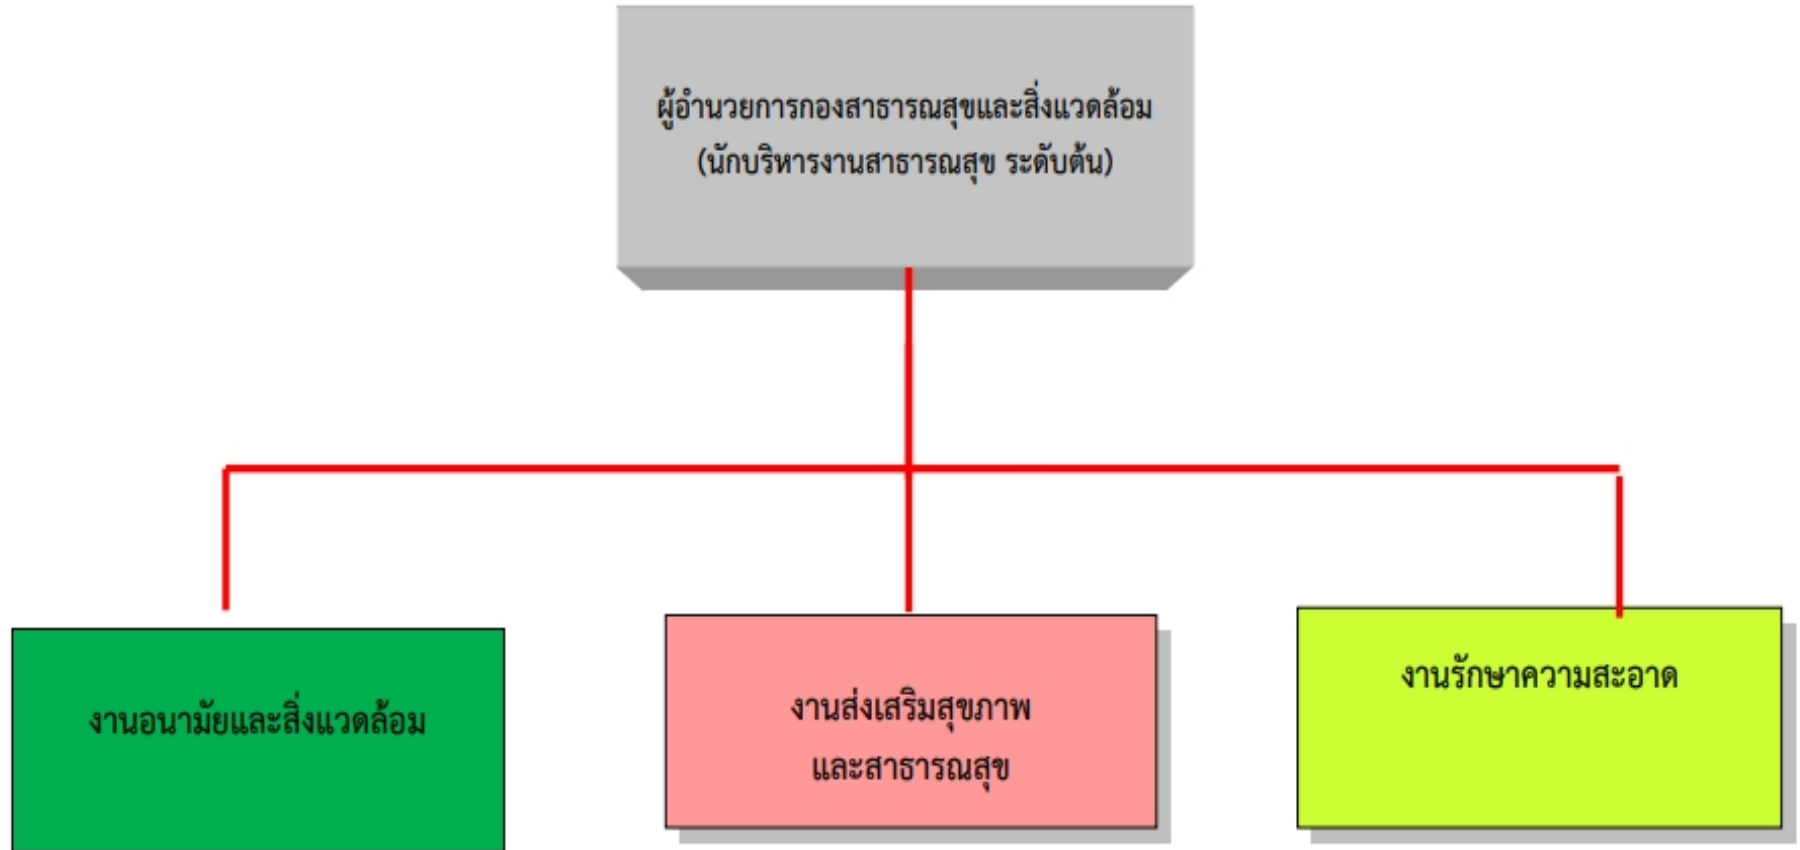 ผู้อำนวยการกองสาธารณสุขและสิ่งแวดล้อม
(นักบริหารงานสาธารณสุข ระดับต้น)
งานอนามัยและสิ่งแวดล้อม
งานส่งเสริมสุขภาพ
และสาธารณสุข
งานรักษาความสะอาด